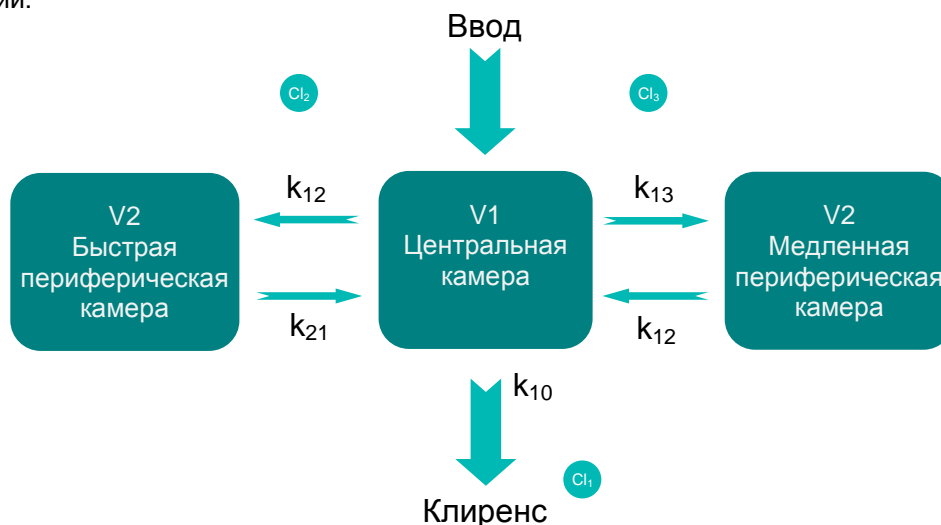 ии.
Ввод
Cl₂
Cl₃
k₁₂
k₁₃
V2
Быстрая
периферическая
камера
V1
Центральная
камера
V2
Медленная
периферическая
камера
k₂₁
k₁₂
k₁₀
Cl₁
Клиренс